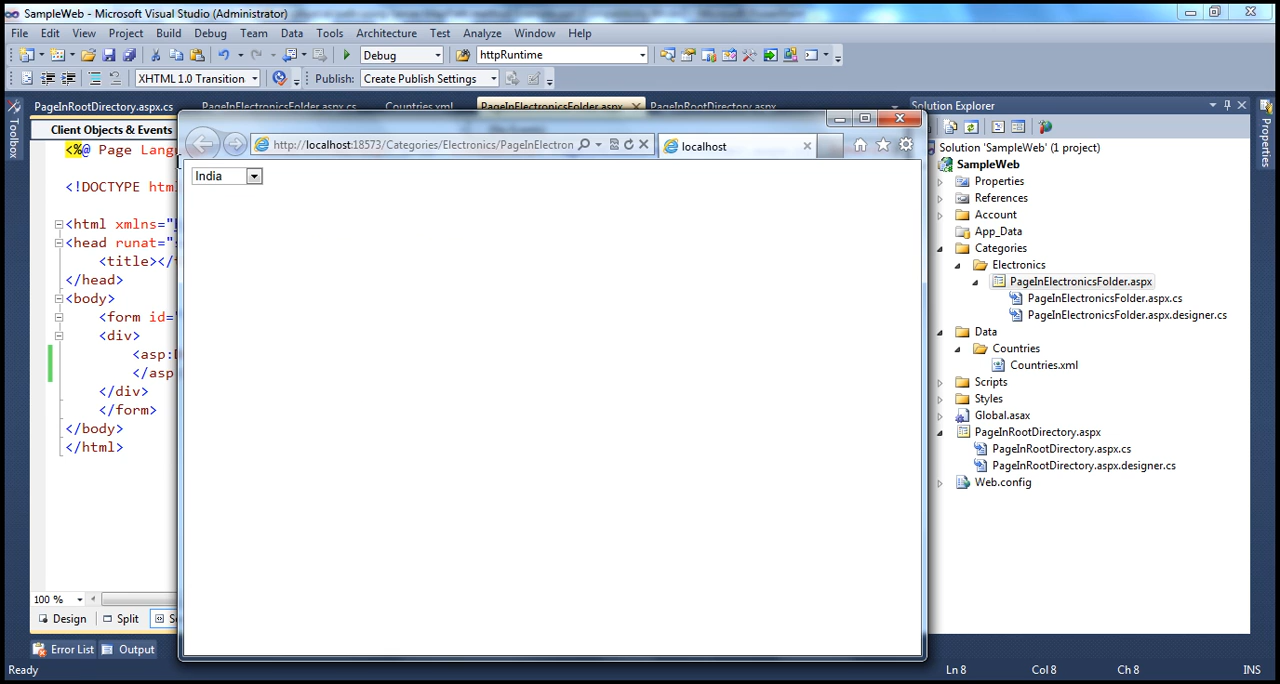 SampleWeb - Microsoft Visual Studio (Administrator)
File Edit View Project Build Debug Team Data Tools Architecture Test Analyze Window Help
Debug httpRuntime
XHTML 1.0 Transition Publish: Create Publish Settings
PageInRootDirectory.aspx.cs PageInElectronicsFolder.aspx.cs Countries.xml PageInElectronicsFolder.aspx PageInRootDirectory.aspx
Toolbox
Client Objects & Events
<%@ Page Lang
<!DOCTYPE htm
<html xmlns="
<head runat="
<title></
</head>
<body>
<form id="
<div>
<asp:
</asp
</div>
</form>
</body>
</html>
100 %
Design Split
Error List Output
Ready Ln 8 Col 8 Ch 8 INS
http://localhost:18573/Categories/Electronics/PageInElectron
localhost
India
Solution Explorer
Properties
Solution 'SampleWeb' (1 project)
SampleWeb
Properties
References
Account
App_Data
Categories
Electronics
PageInElectronicsFolder.aspx
PageInElectronicsFolder.aspx.cs
PageInElectronicsFolder.aspx.designer.cs
Data
Countries
Countries.xml
Scripts
Styles
Global.asax
PageInRootDirectory.aspx
PageInRootDirectory.aspx.cs
PageInRootDirectory.aspx.designer.cs
Web.config